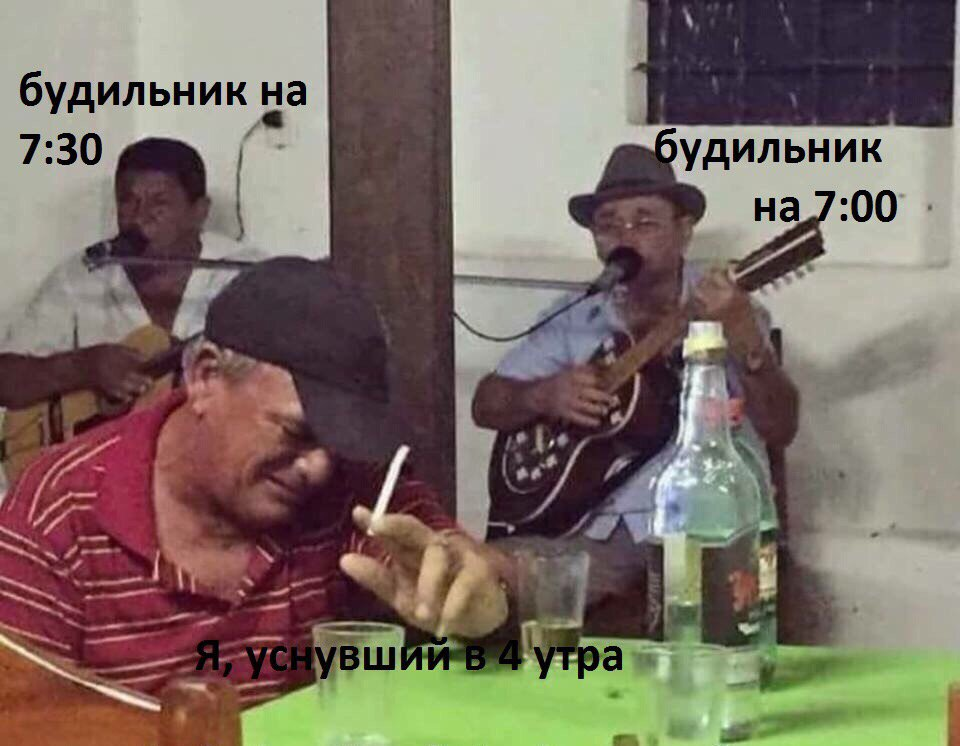 будильник на
7:30
будильник
на 7:00
Я, уснувший в 4 утра